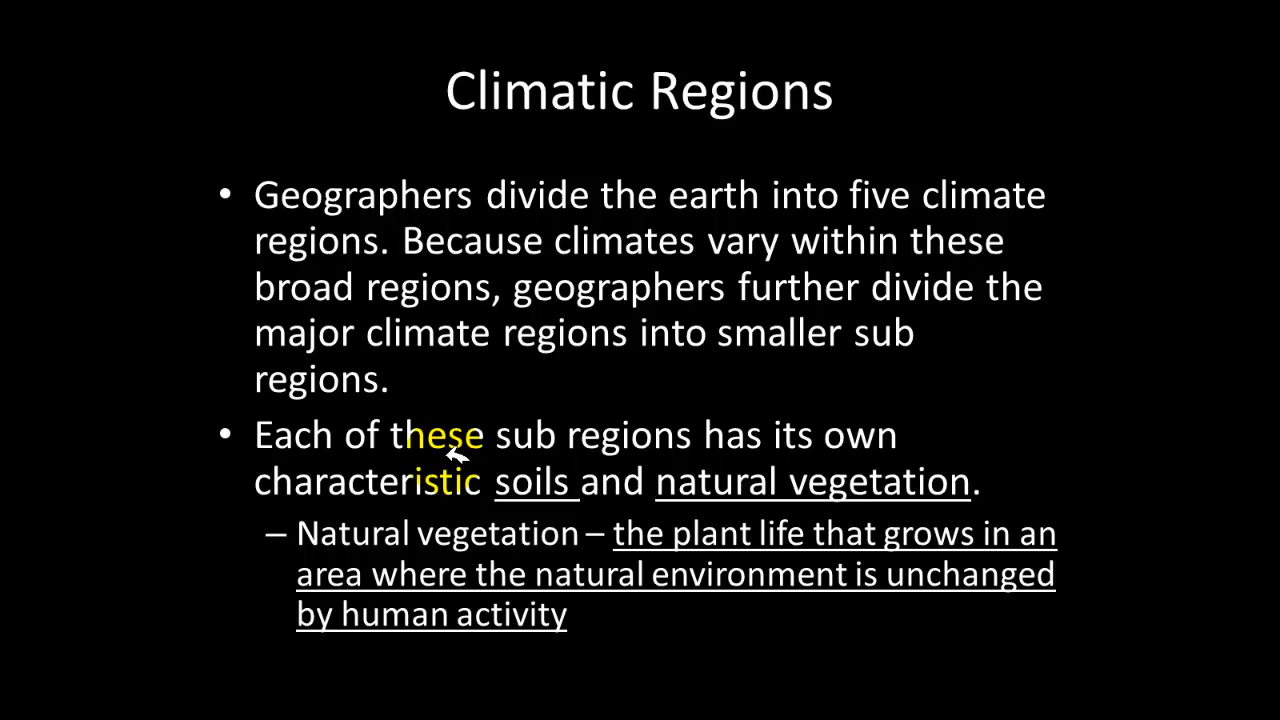 Climatic Regions
• Geographers divide the earth into five climate
regions. Because climates vary within these
broad regions, geographers further divide the
major climate regions into smaller sub
regions.
• Each of these sub regions has its own
characteristic soils and natural vegetation.
– Natural vegetation – the plant life that grows in an
area where the natural environment is unchanged
by human activity